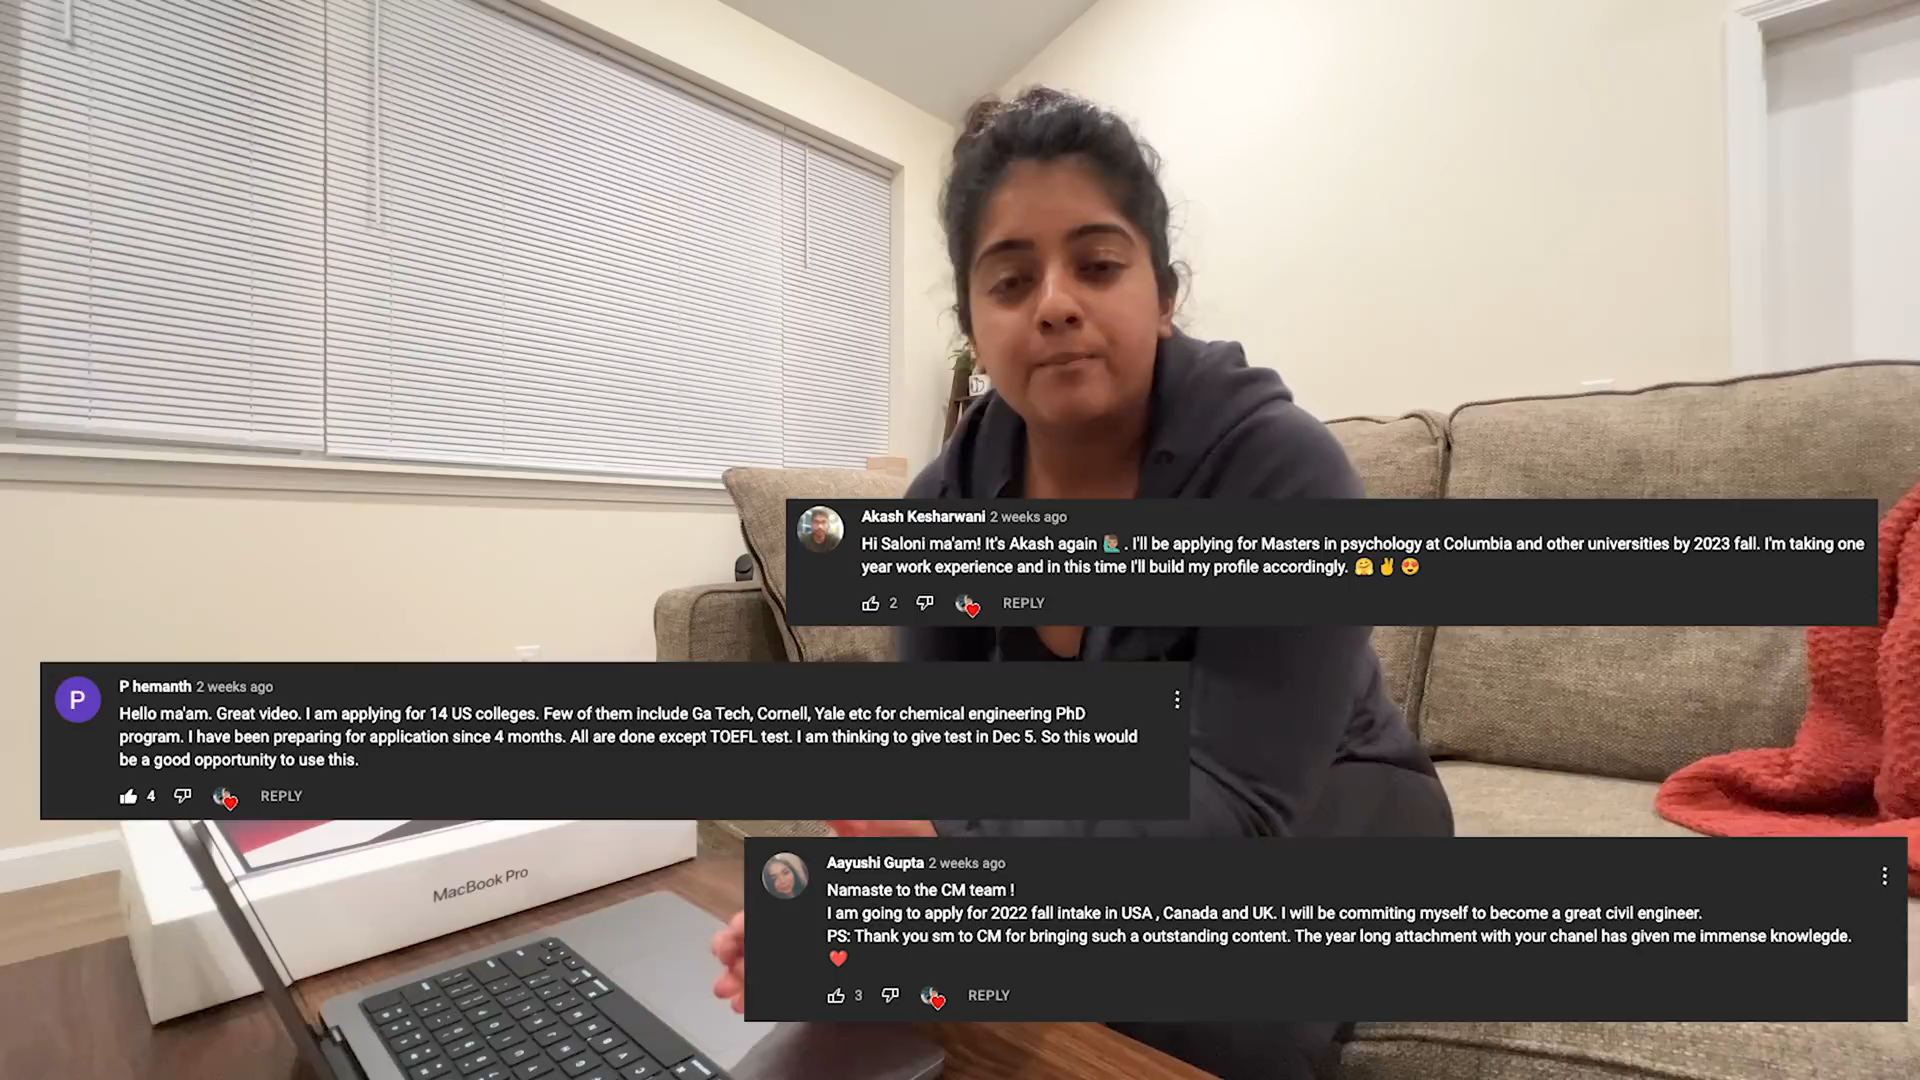 Akash Kesharwani 2 weeks ago
Hi Saloni ma'am! It's Akash again 🙋🏽‍♂️ . I'll be applying for Masters in psychology at Columbia and other universities by 2023 fall. I'm taking one
year work experience and in this time I'll build my profile accordingly. 🤗✌️😍
2 REPLY
P
P hemanth 2 weeks ago
Hello ma'am. Great video. I am applying for 14 US colleges. Few of them include Ga Tech, Cornell, Yale etc for chemical engineering PhD
program. I have been preparing for application since 4 months. All are done except TOEFL test. I am thinking to give test in Dec 5. So this would
be a good opportunity to use this.
4 REPLY
MacBook Pro
Aayushi Gupta 2 weeks ago
Namaste to the CM team !
I am going to apply for 2022 fall intake in USA , Canada and UK. I will be commiting myself to become a great civil engineer.
PS: Thank you sm to CM for bringing such a outstanding content. The year long attachment with your chanel has given me immense knowlegde.
❤️
3 REPLY